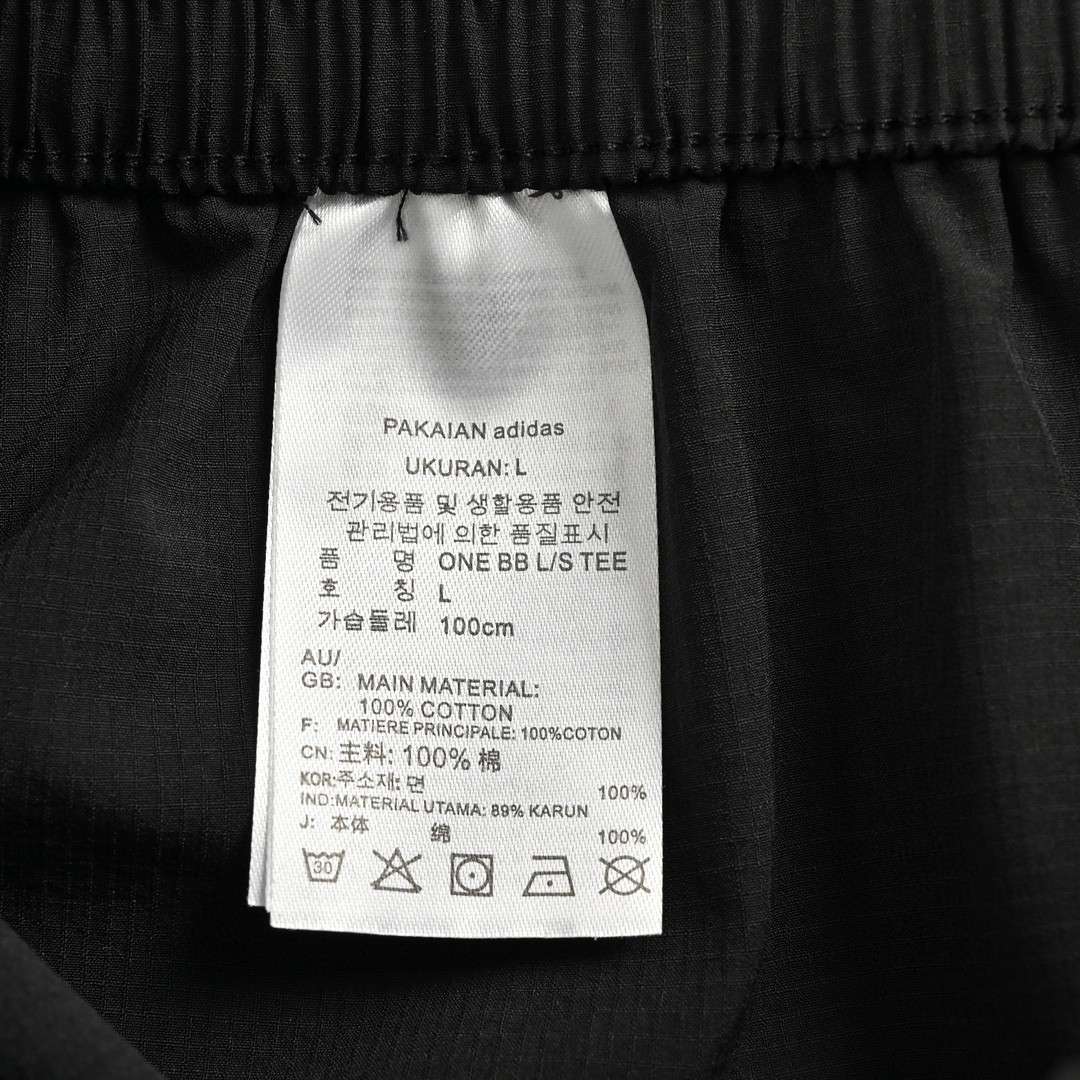 PAKAIAN adidas
UKURAN: L
전기용품 및 생활용품 안전
관리법에 의한 품질표시
품 명 ONE BB L/S TEE
호 칭 L
가슴둘레 100cm
AU/
GB: MAIN MATERIAL:
100% COTTON
F: MATIERE PRINCIPALE: 100%COTON
CN: 主料: 100% 棉
KOR:주소재: 면 100%
IND:MATERIAL UTAMA: 89% KARUN
J: 本体 绵 100%
30